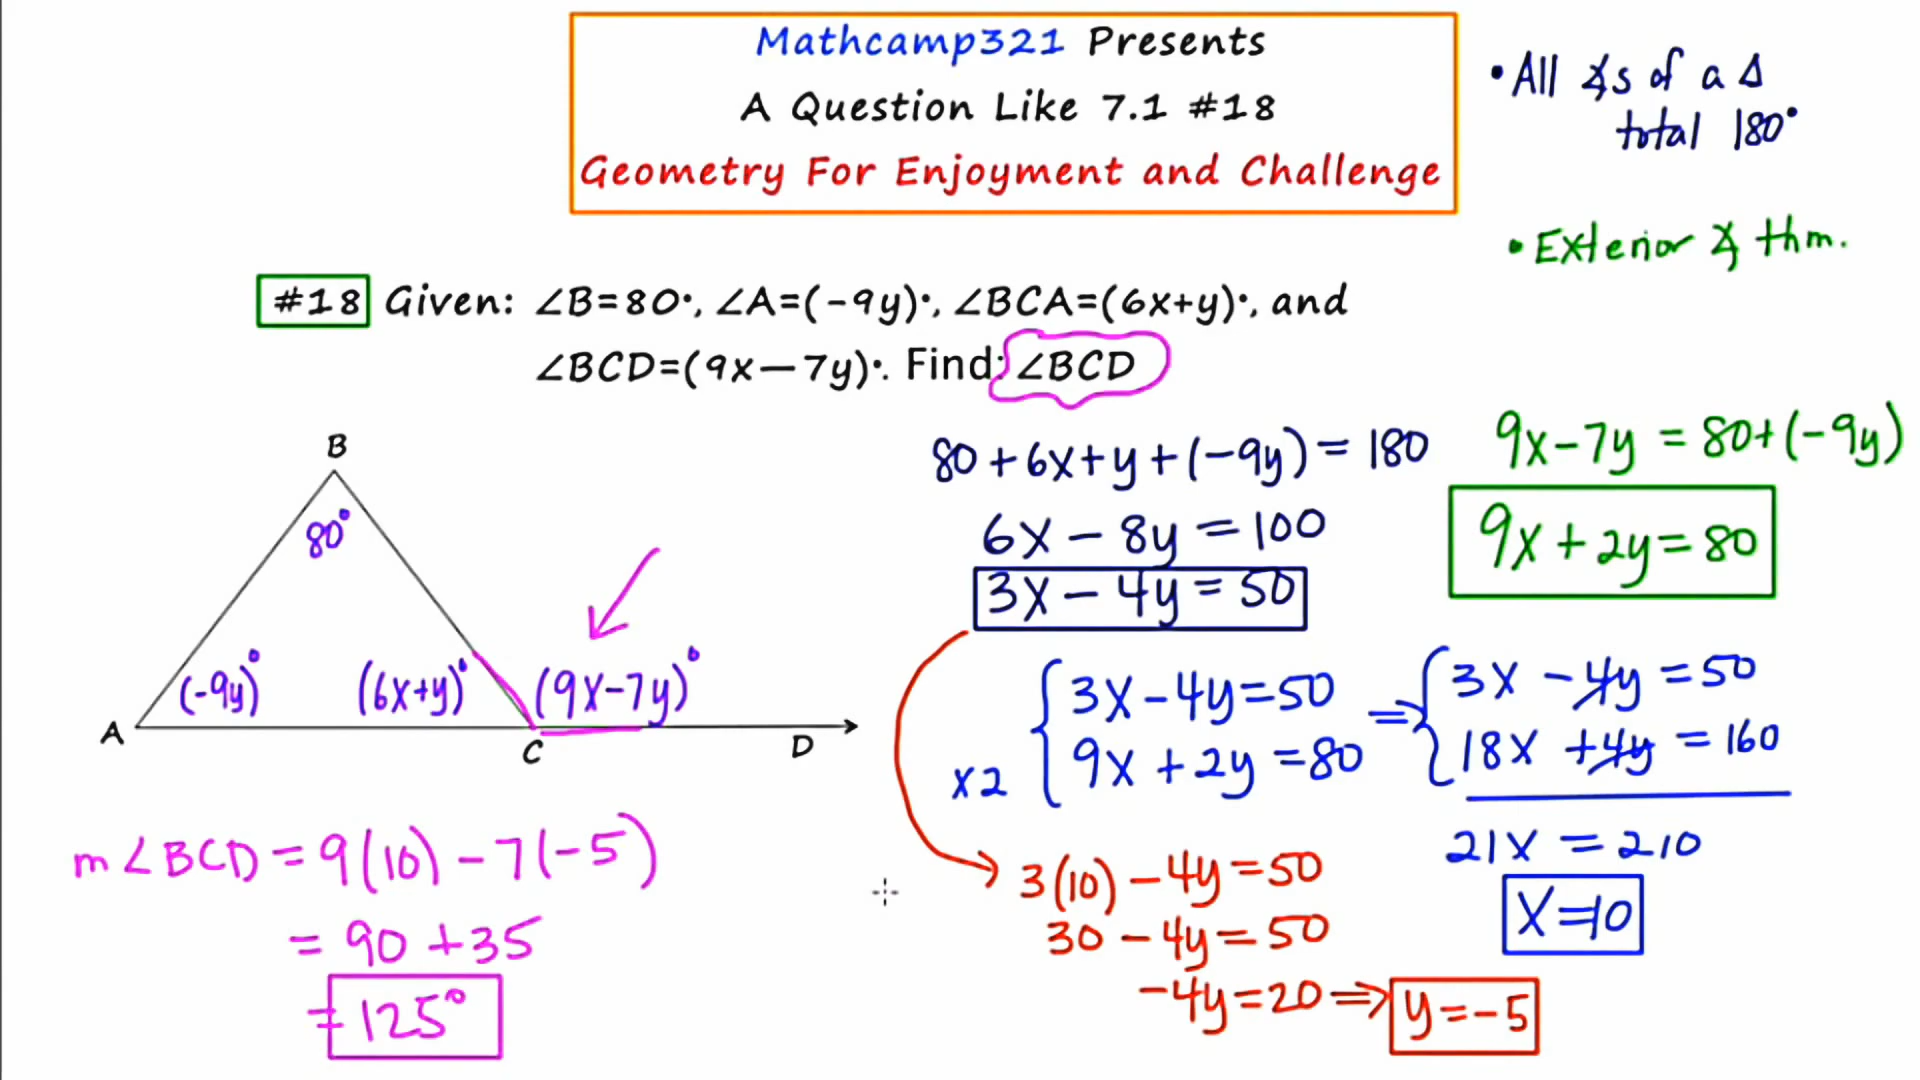 Mathcamp321 Presents
A Question Like 7.1 #18
Geometry For Enjoyment and Challenge
• All ∡s of a Δ
total 180°
• Exterior ∡ thm.
#18 Given: ∠B=80°, ∠A=(-9y)°, ∠BCA=(6x+y)°, and
∠BCD=(9x—7y)°. Find: ∠BCD
B
80°
(-9y)°
(6x+y)°
(9x-7y)°
A
C
D
80+6x+y+(-9y)=180
6x-8y=100
3x-4y=50
9x-7y=80+(-9y)
9x+2y=80
3x-4y=50
x2 9x+2y=80
⇒ 3x-4y=50
18x+4y=160
21x=210
x=10
3(10)-4y=50
30-4y=50
-4y=20⇒ y=-5
m∠BCD=9(10)-7(-5)
=90+35
=125°